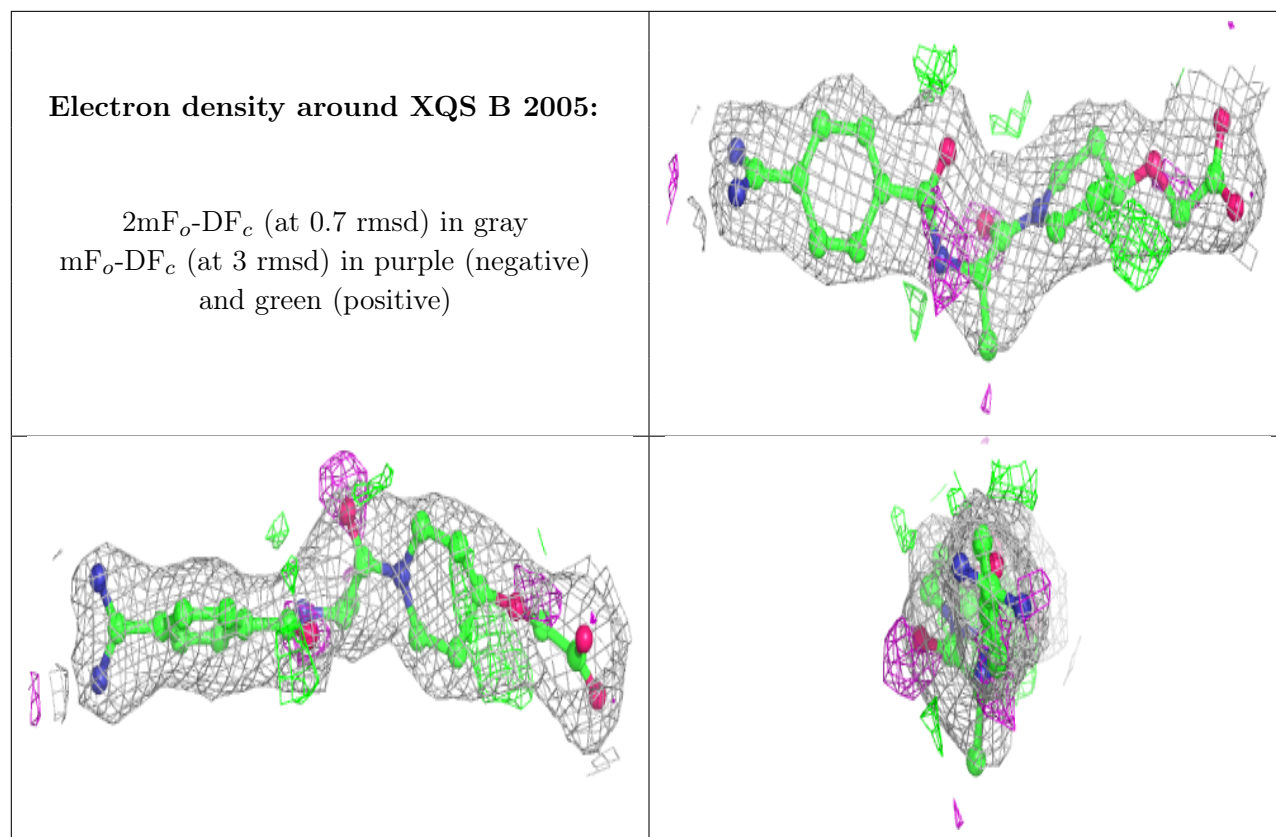 Electron density around XQS B 2005:
2mFo-DFc (at 0.7 rmsd) in gray
mFo-DFc (at 3 rmsd) in purple (negative)
and green (positive)